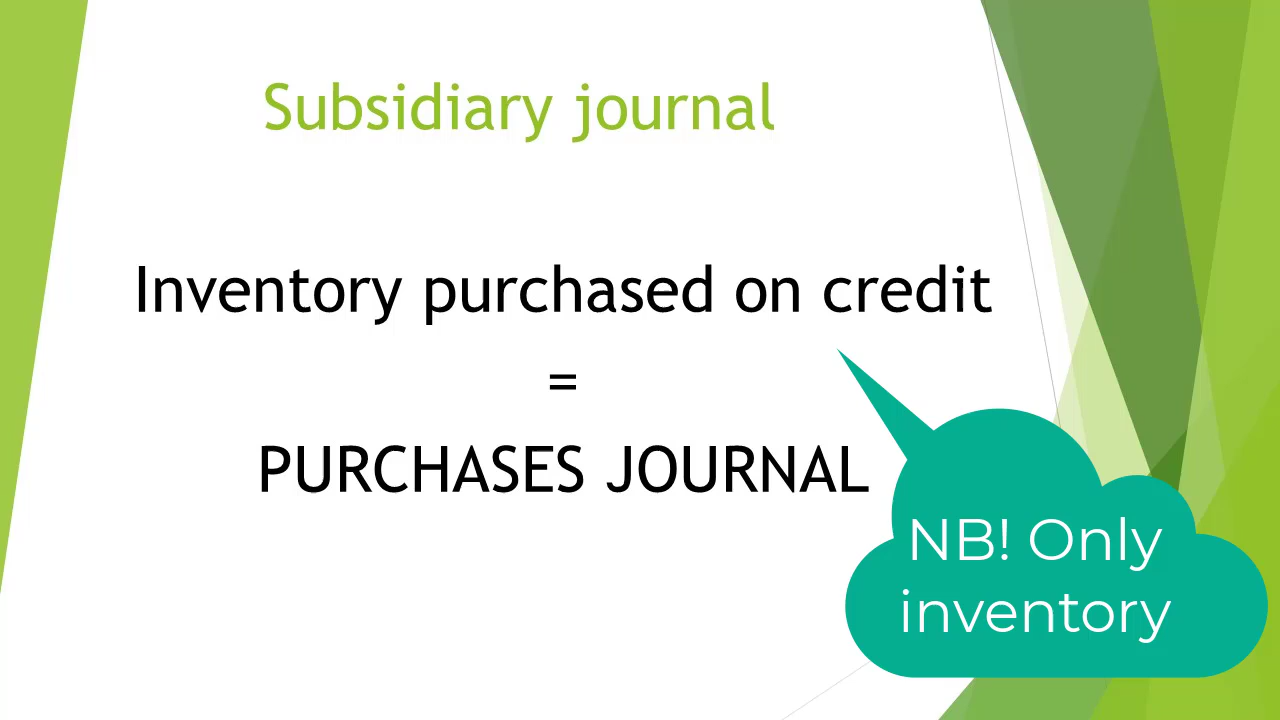 Subsidiary journal
Inventory purchased on credit
=
PURCHASES JOURNAL
NB! Only
inventory